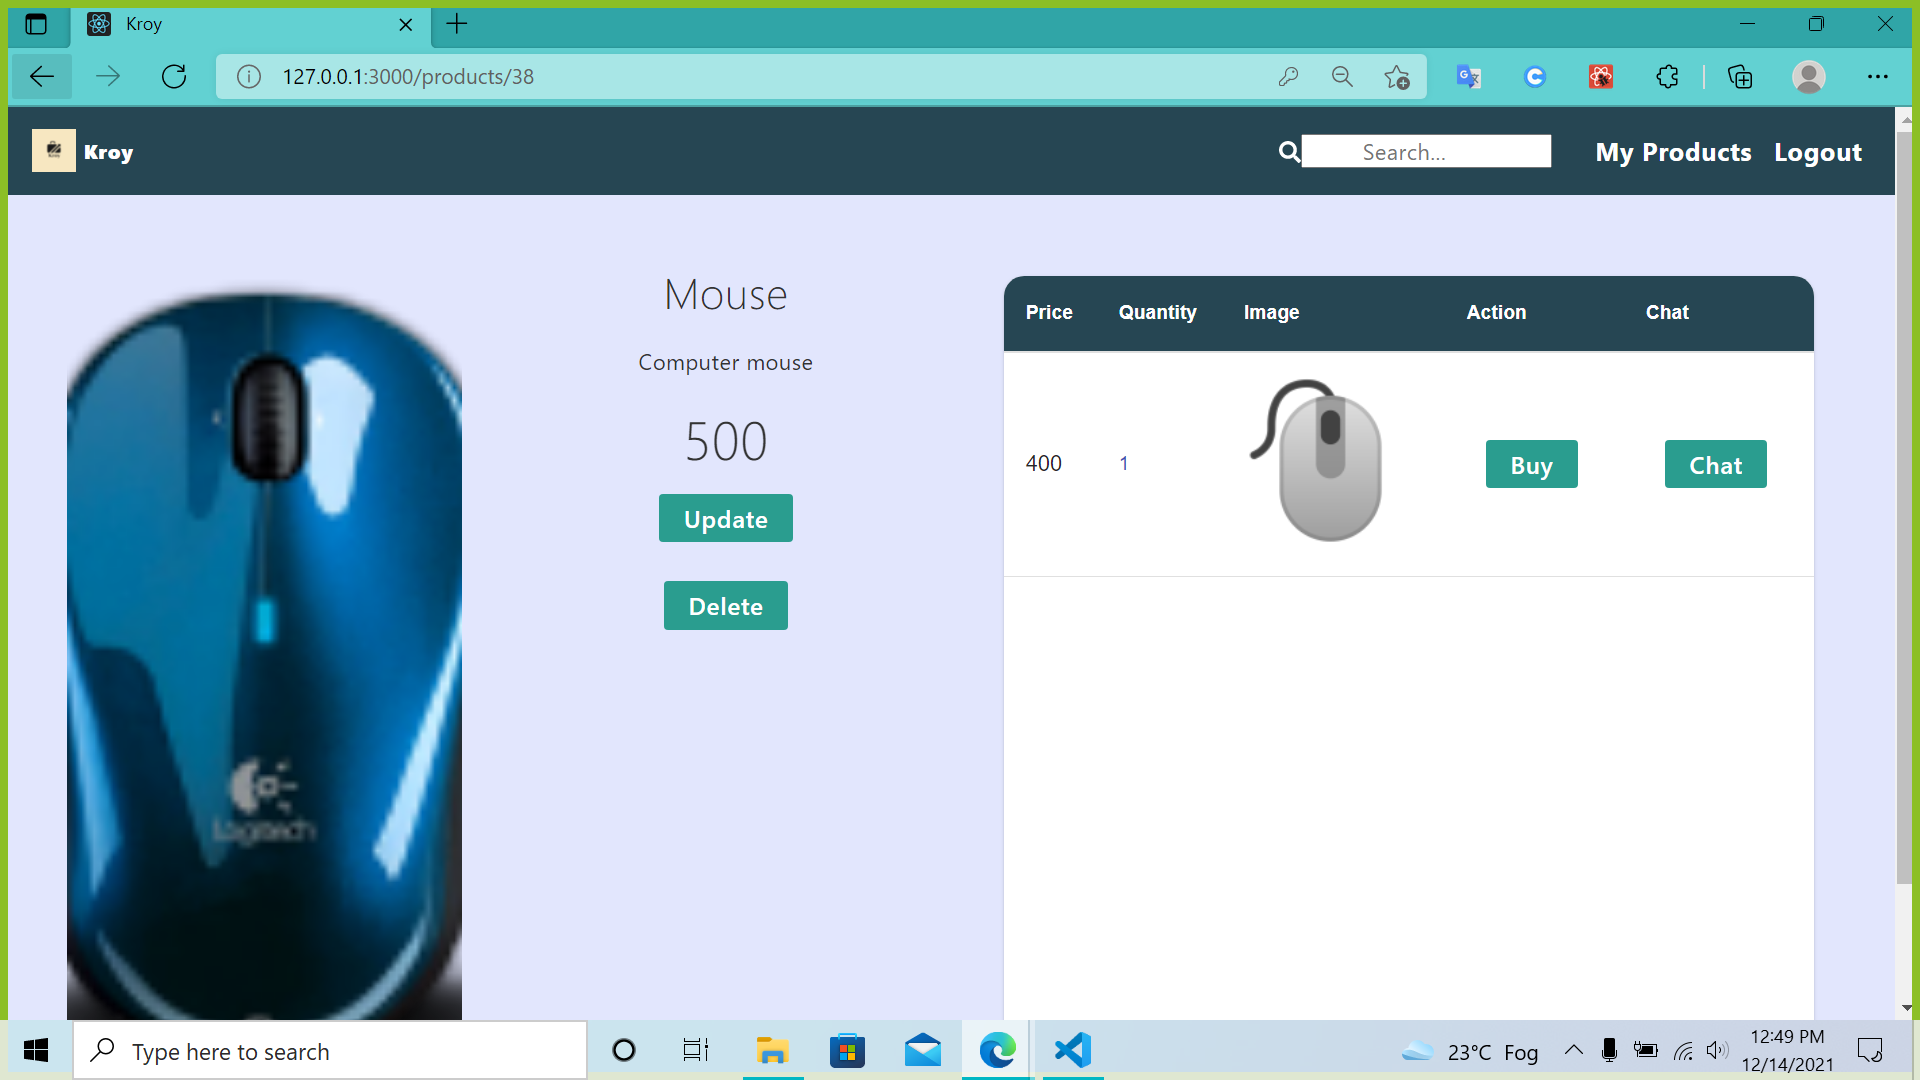 Kroy
127.0.0.1:3000/products/38
Kroy
Search...
My Products
Logout
Mouse
Computer mouse
500
Update
Delete
Logitech
Price Quantity Image Action Chat
400 1 Buy Chat
Type here to search
23°C Fog
12:49 PM
12/14/2021